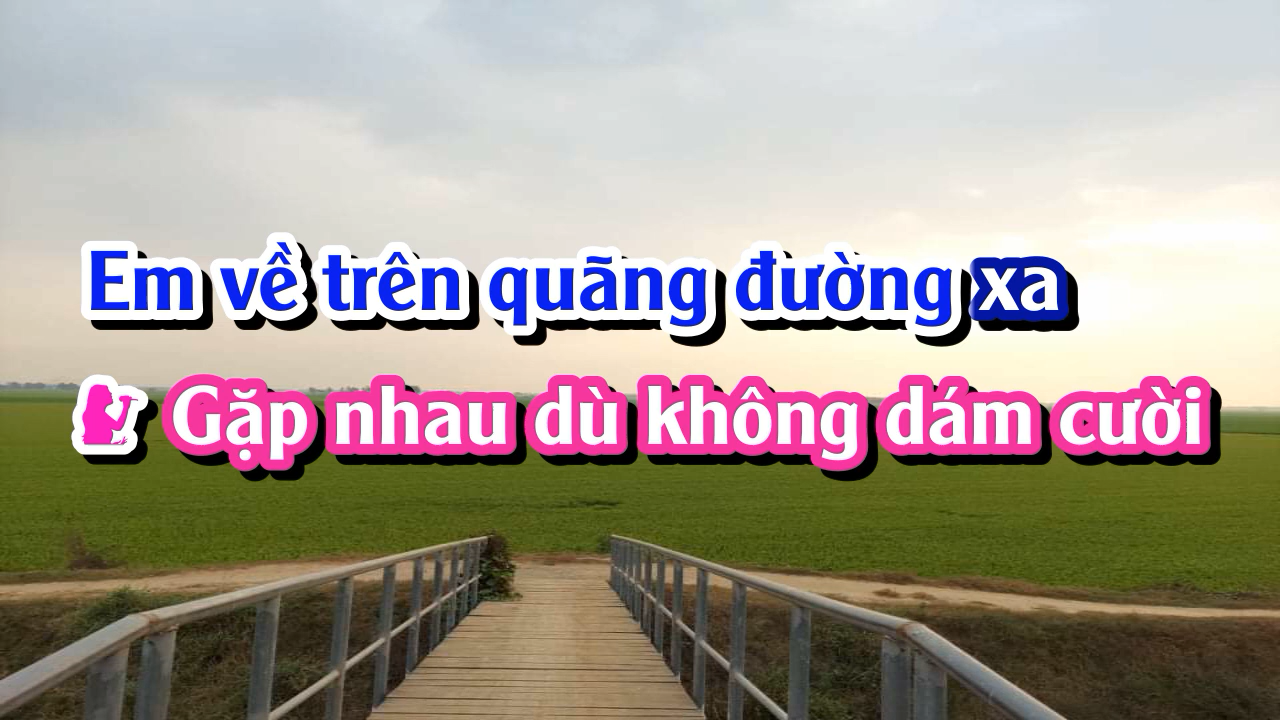 Em về trên quãng đường xa
Gặp nhau dù không dám cười